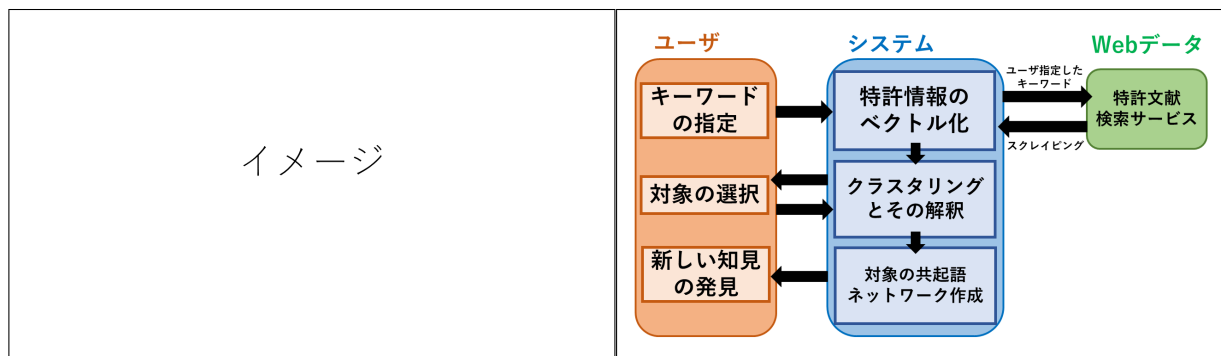 イメージ
ユーザ
キーワード
の指定
対象の選択
新しい知見
の発見
システム
特許情報の
ベクトル化
クラスタリング
とその解釈
対象の共起語
ネットワーク作成
ユーザ指定した
キーワード
スクレイピング
Webデータ
特許文献
検索サービス